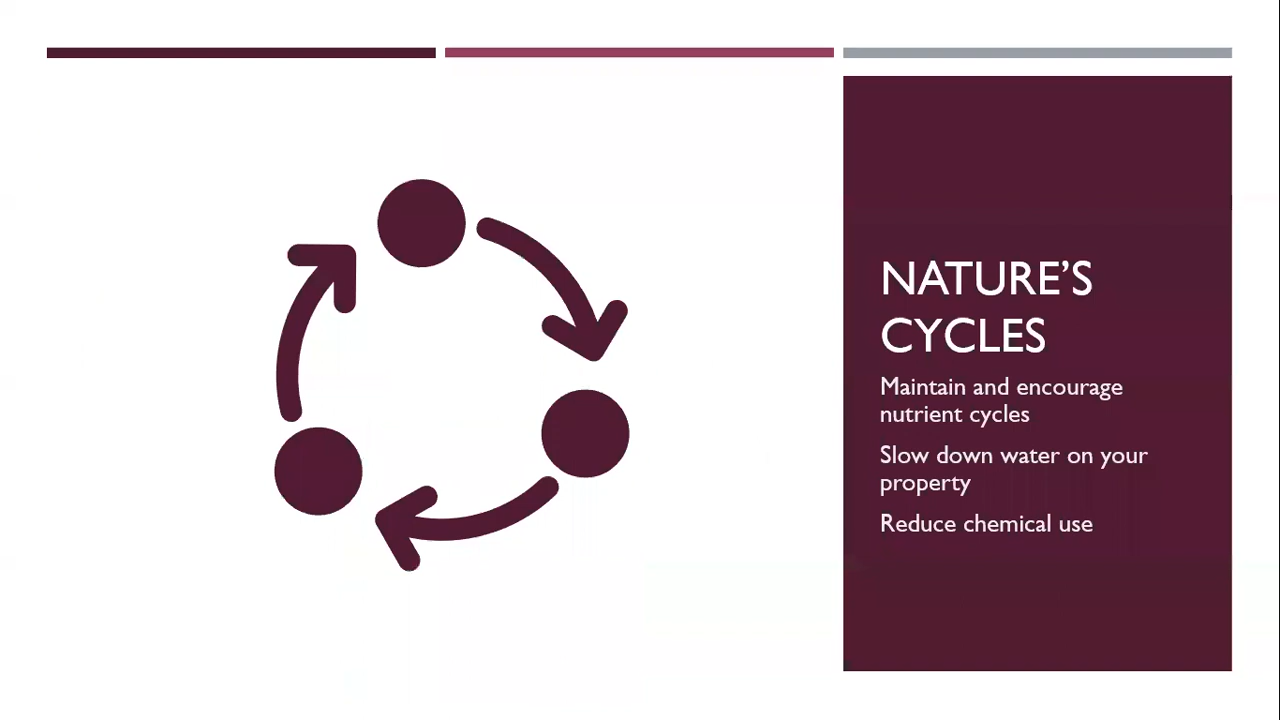 NATURE’S
CYCLES
Maintain and encourage
nutrient cycles
Slow down water on your
property
Reduce chemical use